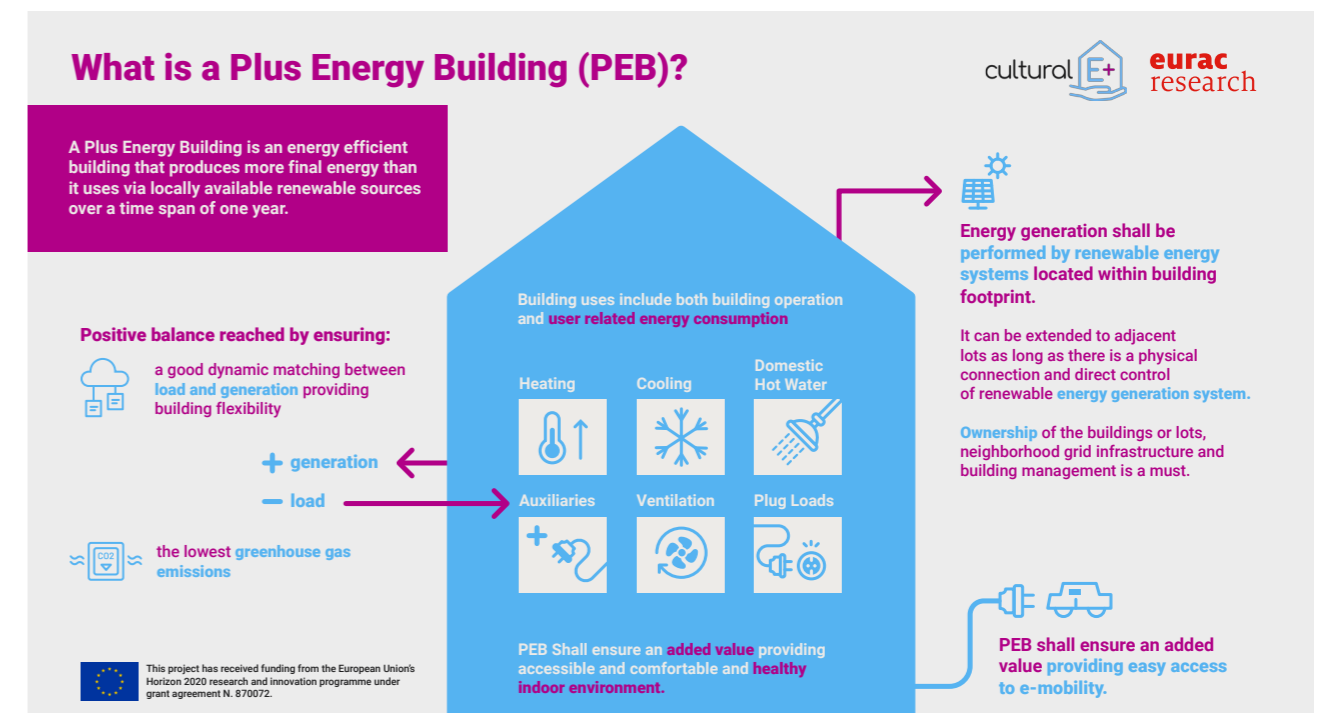 What is a Plus Energy Building (PEB)?
cultural E+
eurac
research
A Plus Energy Building is an energy efficient
building that produces more final energy than
it uses via locally available renewable sources
over a time span of one year.
Positive balance reached by ensuring:
a good dynamic matching between
load and generation providing
building flexibility
+ generation
− load
CO2
the lowest greenhouse gas
emissions
This project has received funding from the European Union's
Horizon 2020 research and innovation programme under
grant agreement N. 870072.
Building uses include both building operation
and user related energy consumption
Heating
Cooling
Domestic
Hot Water
Auxiliaries
Ventilation
Plug Loads
PEB Shall ensure an added value providing
accessible and comfortable and healthy
indoor environment.
Energy generation shall be
performed by renewable energy
systems located within building
footprint.
It can be extended to adjacent
lots as long as there is a physical
connection and direct control
of renewable energy generation system.
Ownership of the buildings or lots,
neighborhood grid infrastructure and
building management is a must.
PEB shall ensure an added
value providing easy access
to e-mobility.